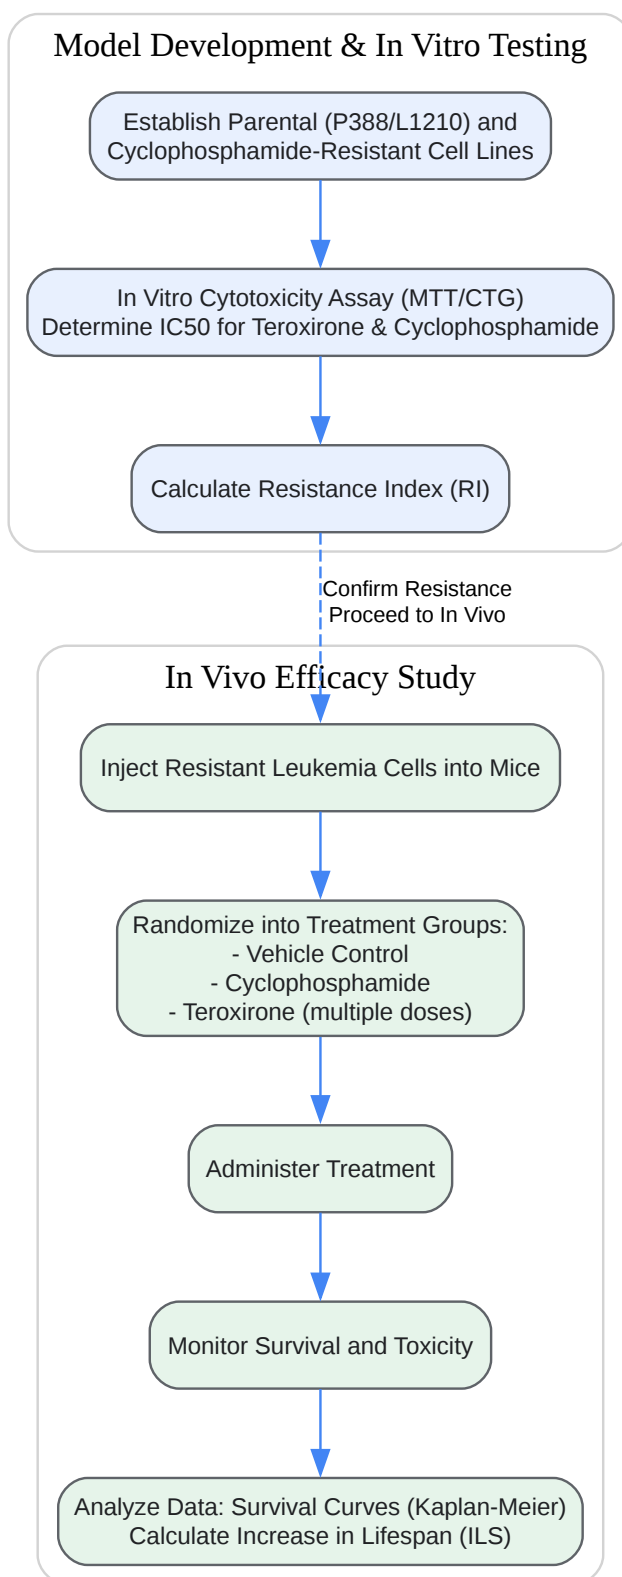 Model Development & In Vitro Testing
Establish Parental (P388/L1210) and
Cyclophosphamide-Resistant Cell Lines
In Vitro Cytotoxicity Assay (MTT/CTG)
Determine IC50 for Teroxirone & Cyclophosphamide
Calculate Resistance Index (RI)
Confirm Resistance
Proceed to In Vivo
In Vivo Efficacy Study
Inject Resistant Leukemia Cells into Mice
Randomize into Treatment Groups:
- Vehicle Control
- Cyclophosphamide
- Teroxirone (multiple doses)
Administer Treatment
Monitor Survival and Toxicity
Analyze Data: Survival Curves (Kaplan-Meier)
Calculate Increase in Lifespan (ILS)